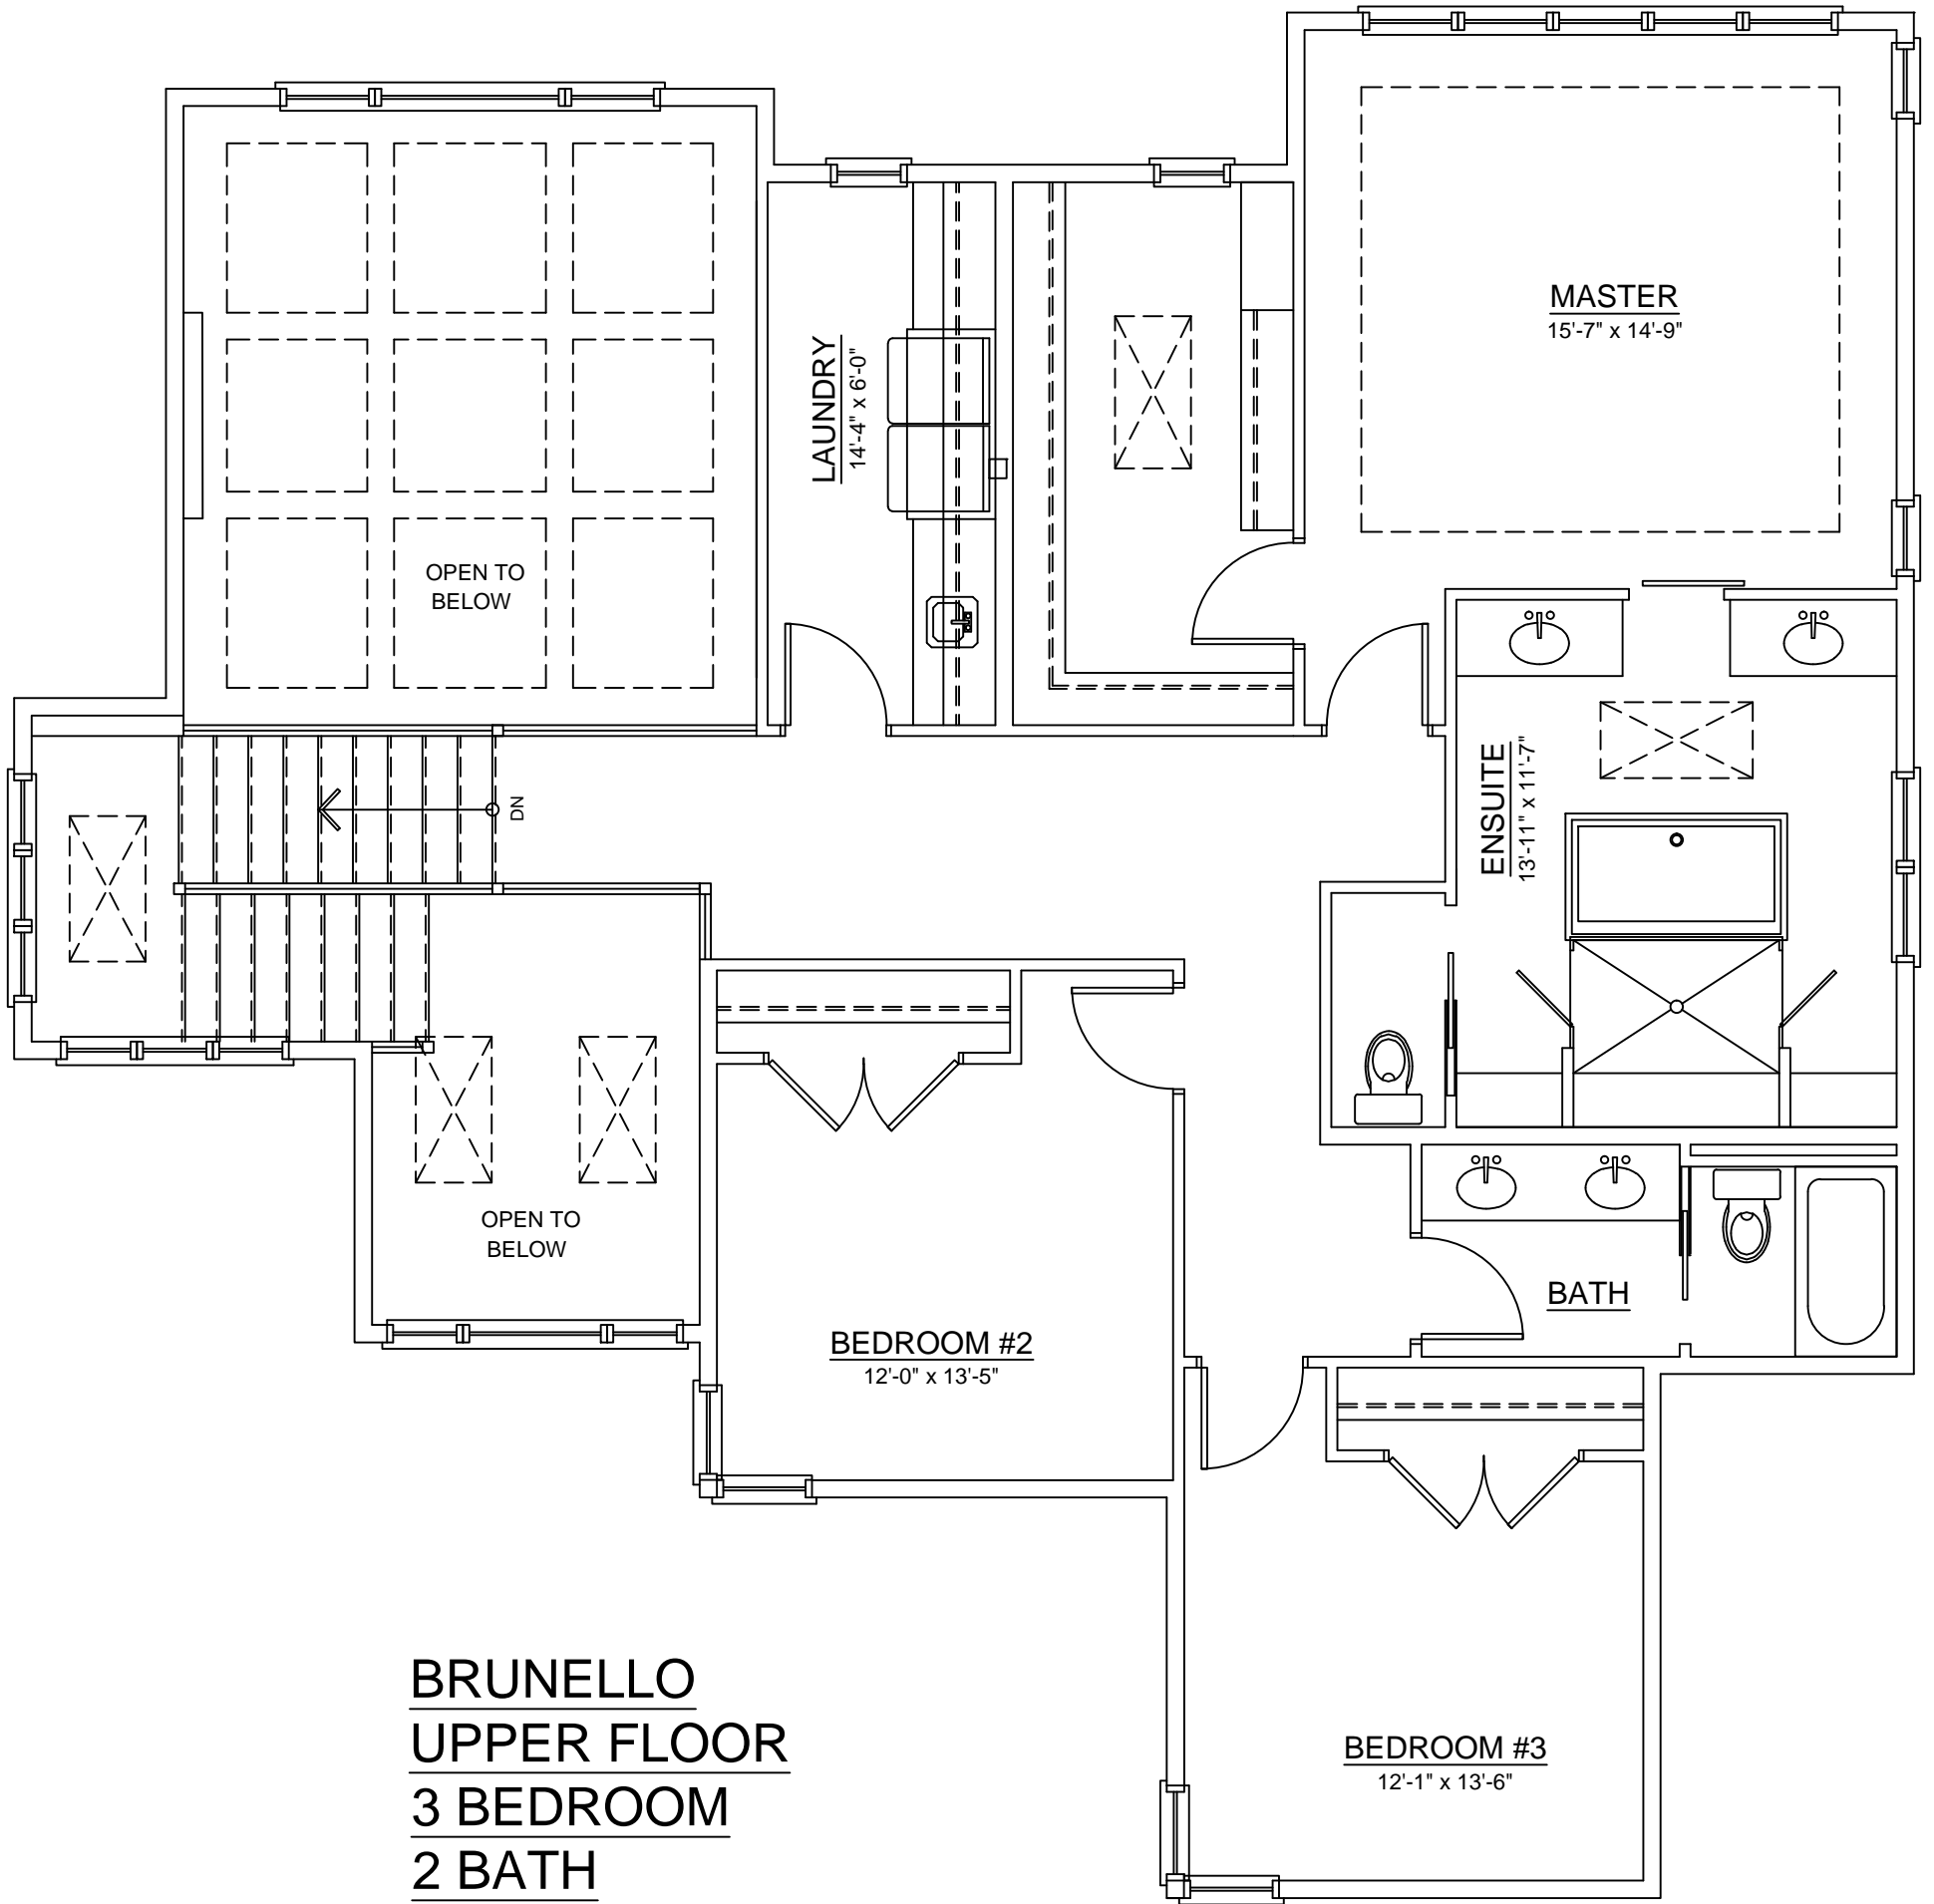 MASTER
15'-7" x 14'-9"
LAUNDRY
14'-4" x 6'-0"
OPEN TO
BELOW
DN
ENSUITE
13'-11" x 11'-7"
OPEN TO
BELOW
BATH
BEDROOM #2
12'-0" x 13'-5"
BEDROOM #3
12'-1" x 13'-6"
BRUNELLO
UPPER FLOOR
3 BEDROOM
2 BATH